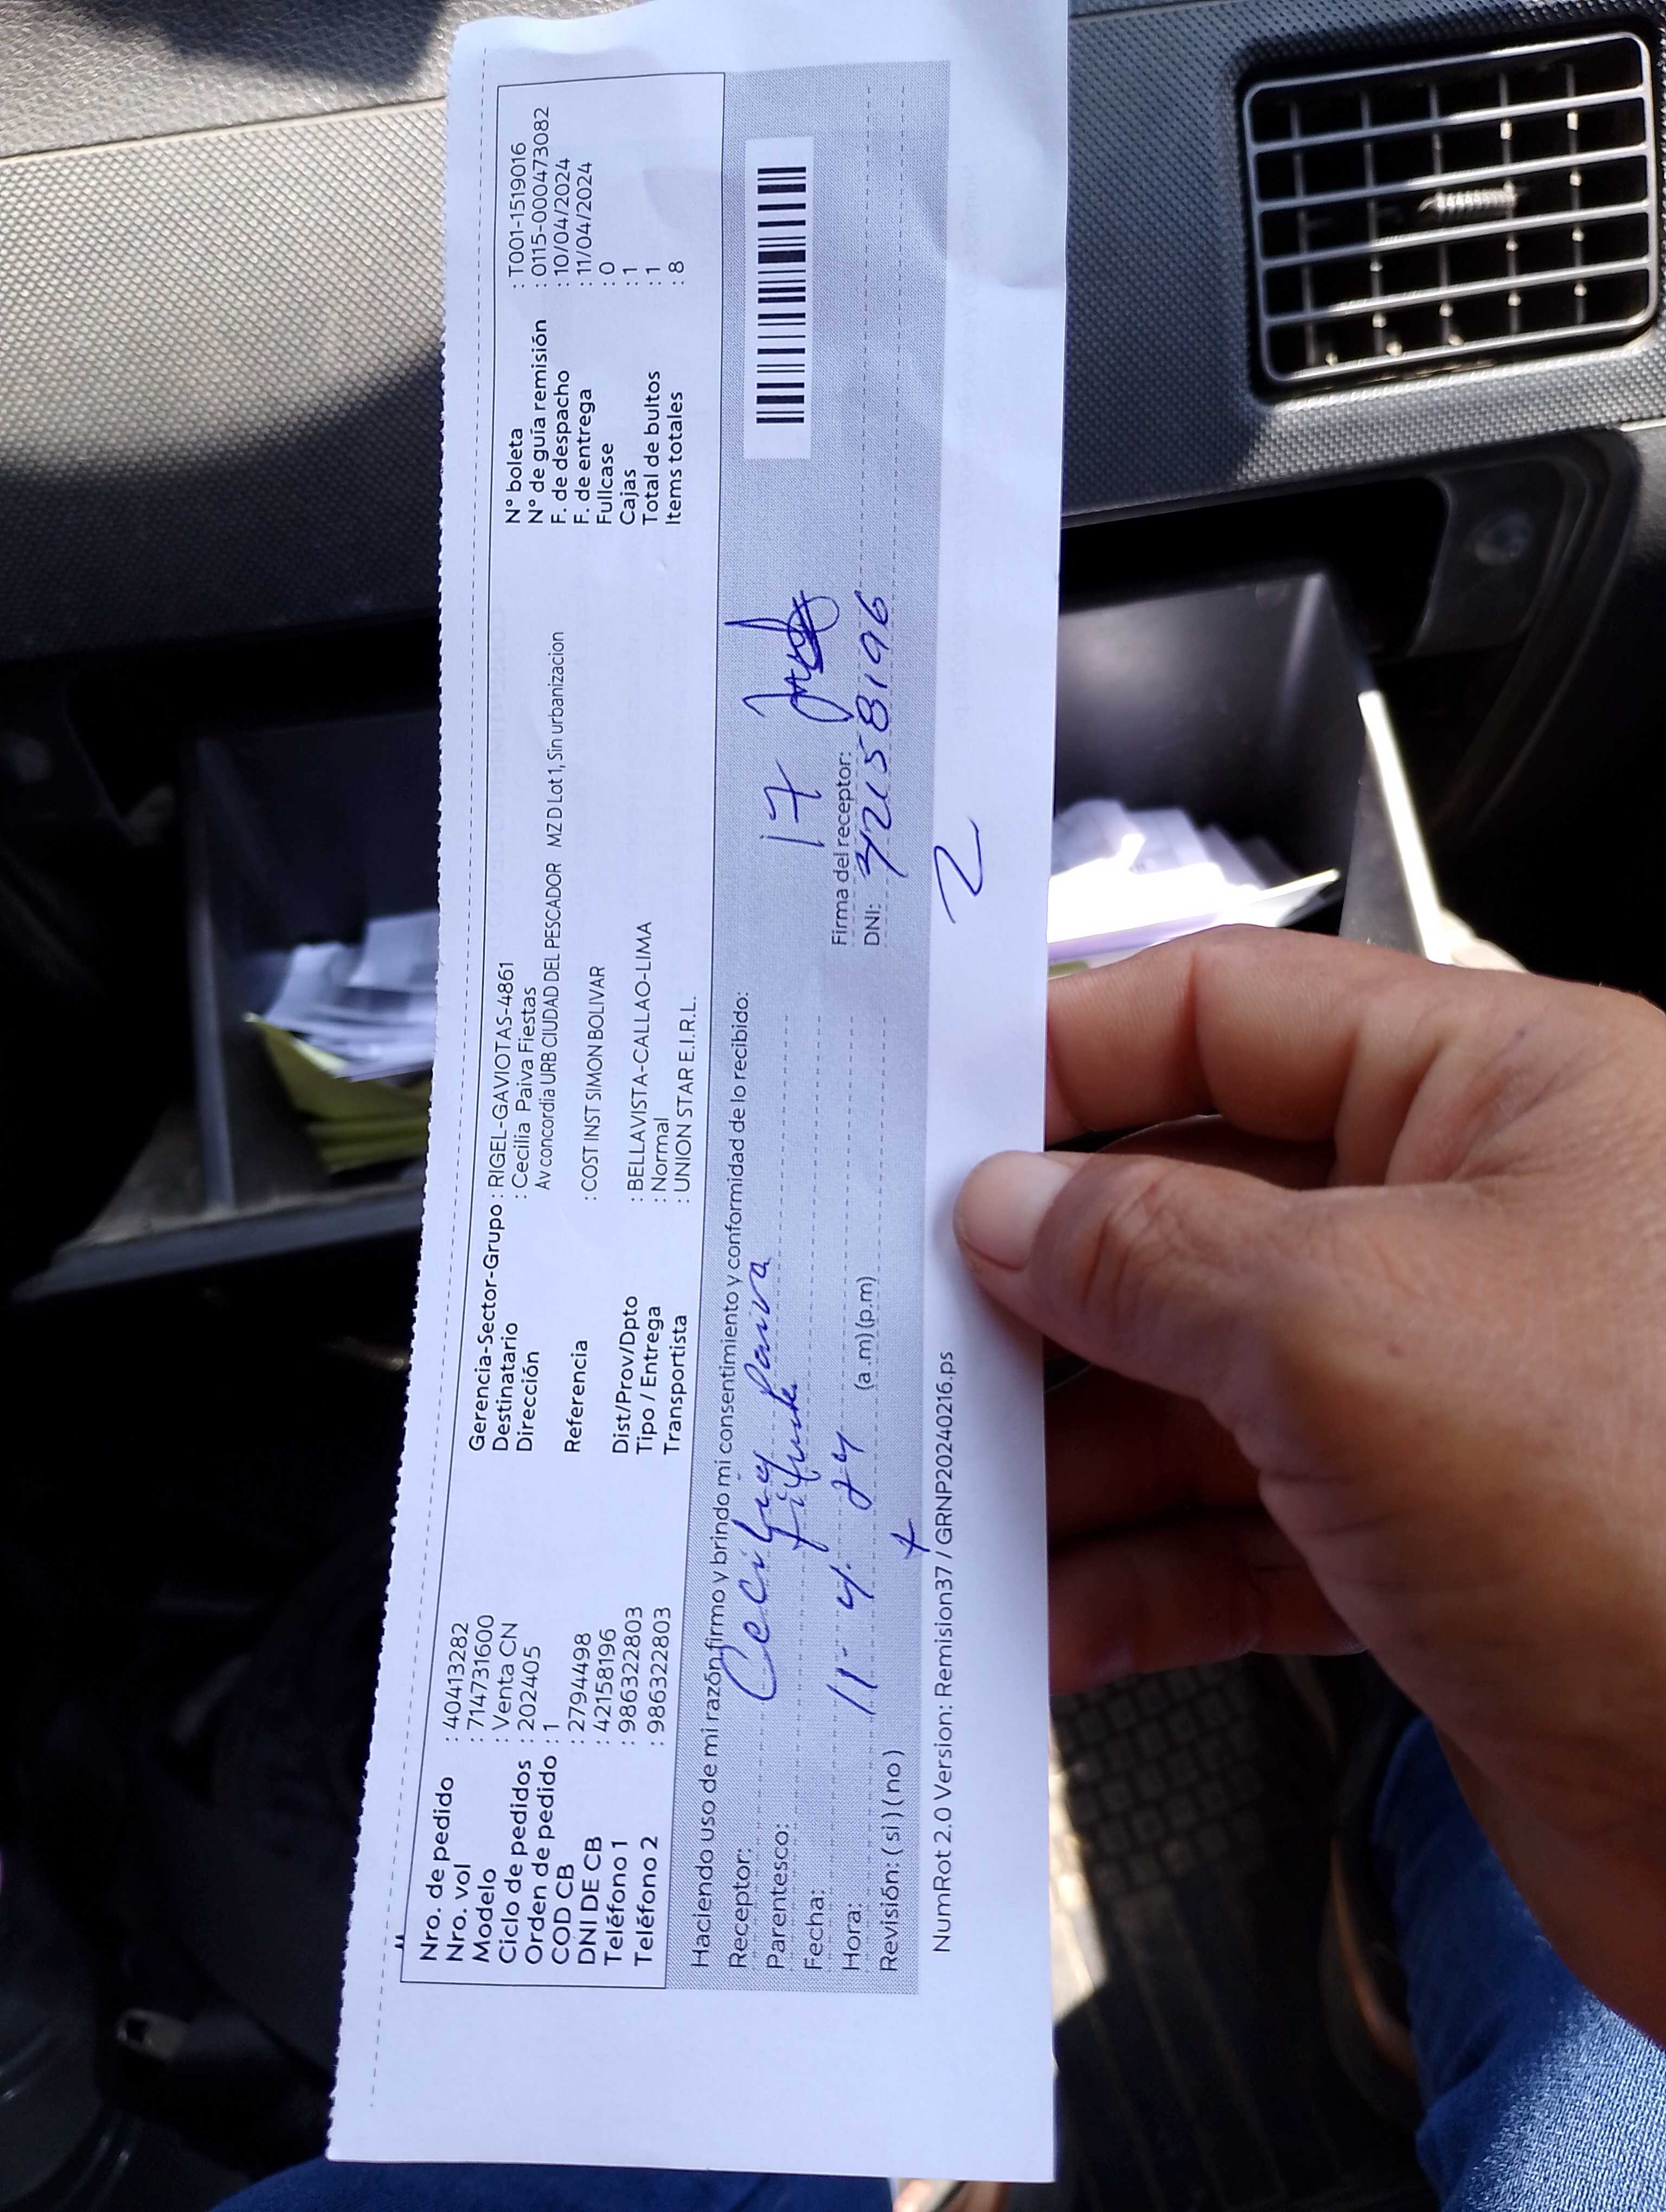 Nro. de pedido : 40413282
Nro. vol : 714731600
Modelo : Venta CN
Ciclo de pedidos : 202405
Orden de pedido : 1
COD CB : 2794498
DNI DE CB : 42158196
Teléfono 1 : 986322803
Teléfono 2 : 986322803
Gerencia-Sector-Grupo : RIGEL-GAVIOTAS-4861
Destinatario : Cecilia Paiva Fiestas
Dirección Av concordia URB CIUDAD DEL PESCADOR MZ D Lot 1, Sin urbanizacion
Referencia : COST INST SIMON BOLIVAR
Dist/Prov/Dpto : BELLAVISTA-CALLAO-LIMA
Tipo / Entrega : Normal
Transportista : UNION STAR E.I.R.L.
N° boleta : T001-1519016
N° de guía remisión : 0115-0000473082
F. de despacho : 10/04/2024
F. de entrega : 11/04/2024
Fullcase : 0
Cajas : 1
Total de bultos : 1
Items totales : 8
Haciendo uso de mi razón firmo y brindo mi consentimiento y conformidad de lo recibido:
Receptor: Paiva
Parentesco:
Fecha: 11-4-24
Hora: (a.m) (p.m)
Revisión: ( si ) ( no )
17
Firma del receptor:
DNI: 42158196
2
NumRot 2.0 Version: Remision37 / GRNP20240216.ps